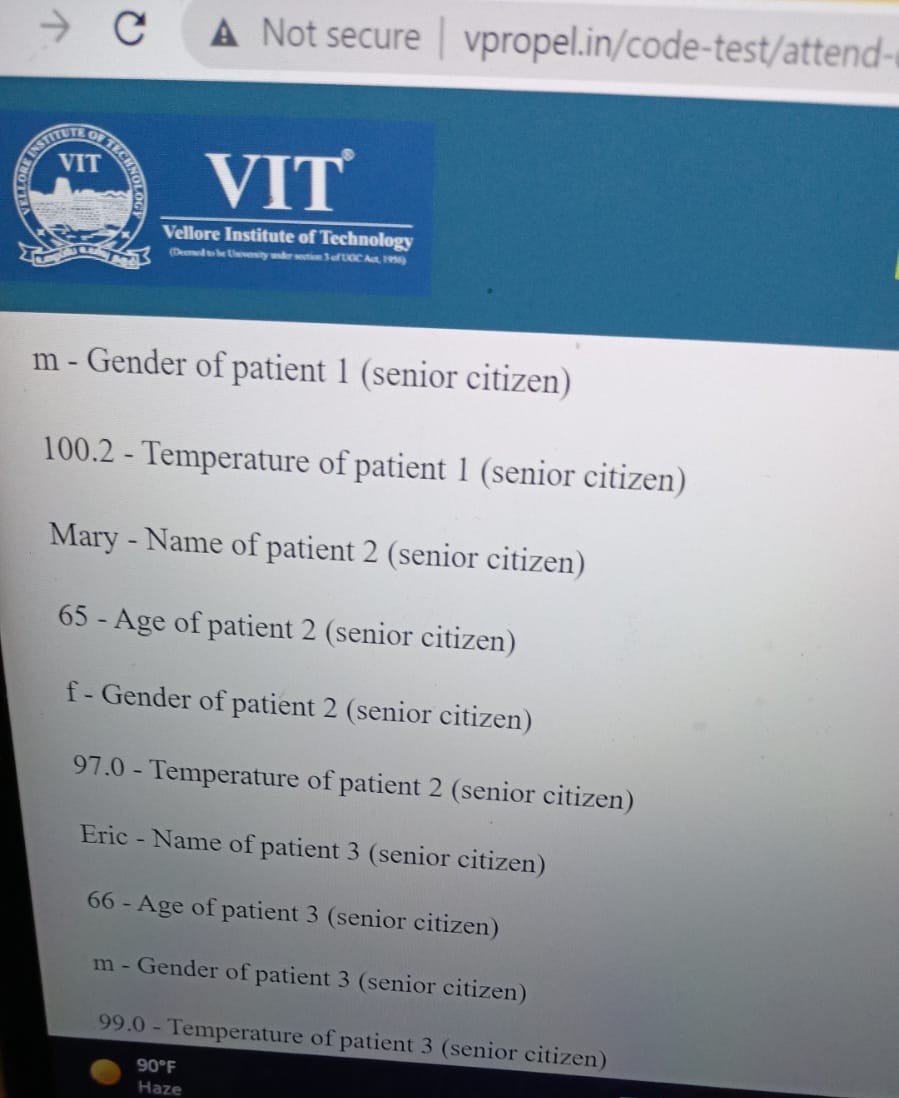 Not secure | vpropel.in/code-test/attend-
VELLORE INSTITUTE OF TECHNOLOGY
VIT
VIT®
Vellore Institute of Technology
(Deemed to be University under section 3 of UGC Act, 1956)
m - Gender of patient 1 (senior citizen)
100.2 - Temperature of patient 1 (senior citizen)
Mary - Name of patient 2 (senior citizen)
65 - Age of patient 2 (senior citizen)
f - Gender of patient 2 (senior citizen)
97.0 - Temperature of patient 2 (senior citizen)
Eric - Name of patient 3 (senior citizen)
66 - Age of patient 3 (senior citizen)
m - Gender of patient 3 (senior citizen)
99.0 - Temperature of patient 3 (senior citizen)
90°F
Haze